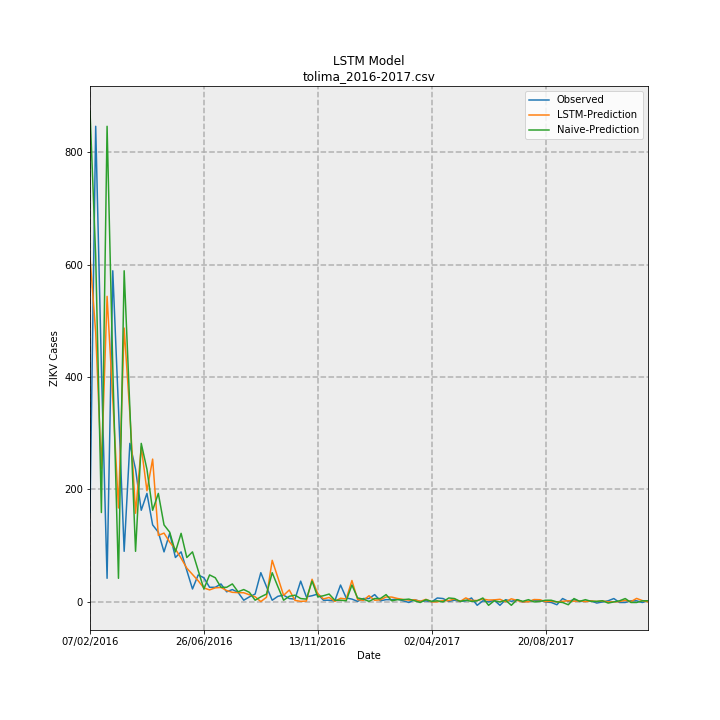 LSTM Model
tolima_2016-2017.csv
Observed
LSTM-Prediction
Naive-Prediction
800
600
400
200
0
ZIKV Cases
07/02/2016
26/06/2016
13/11/2016
02/04/2017
20/08/2017
Date